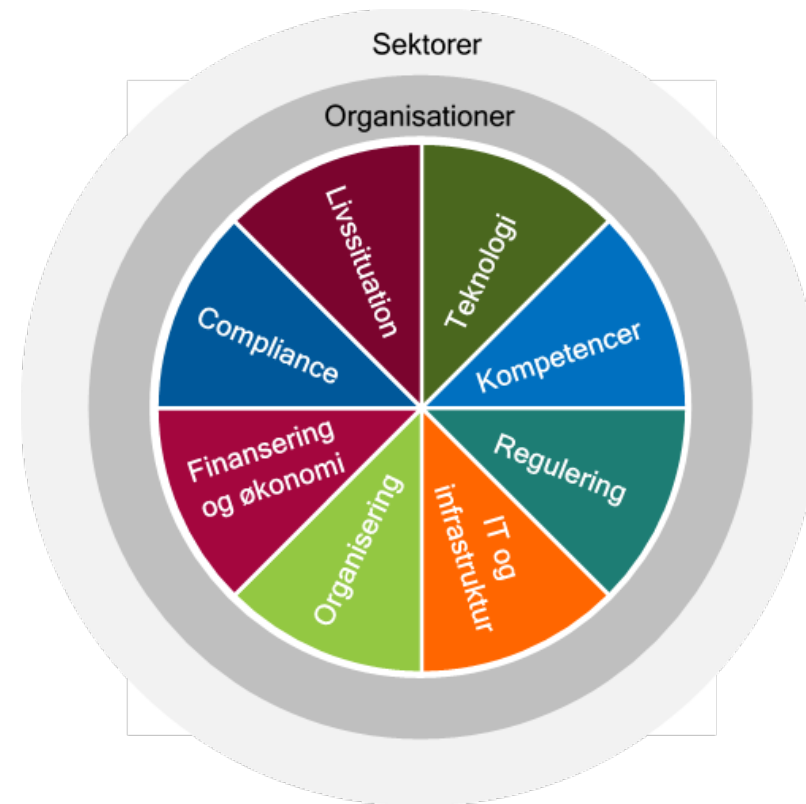 Sektorer
Organisationer
Livssituation
Teknologi
Compliance
Kompetencer
Finansering
og økonomi
Regulering
Organisering
IT og
infrastruktur